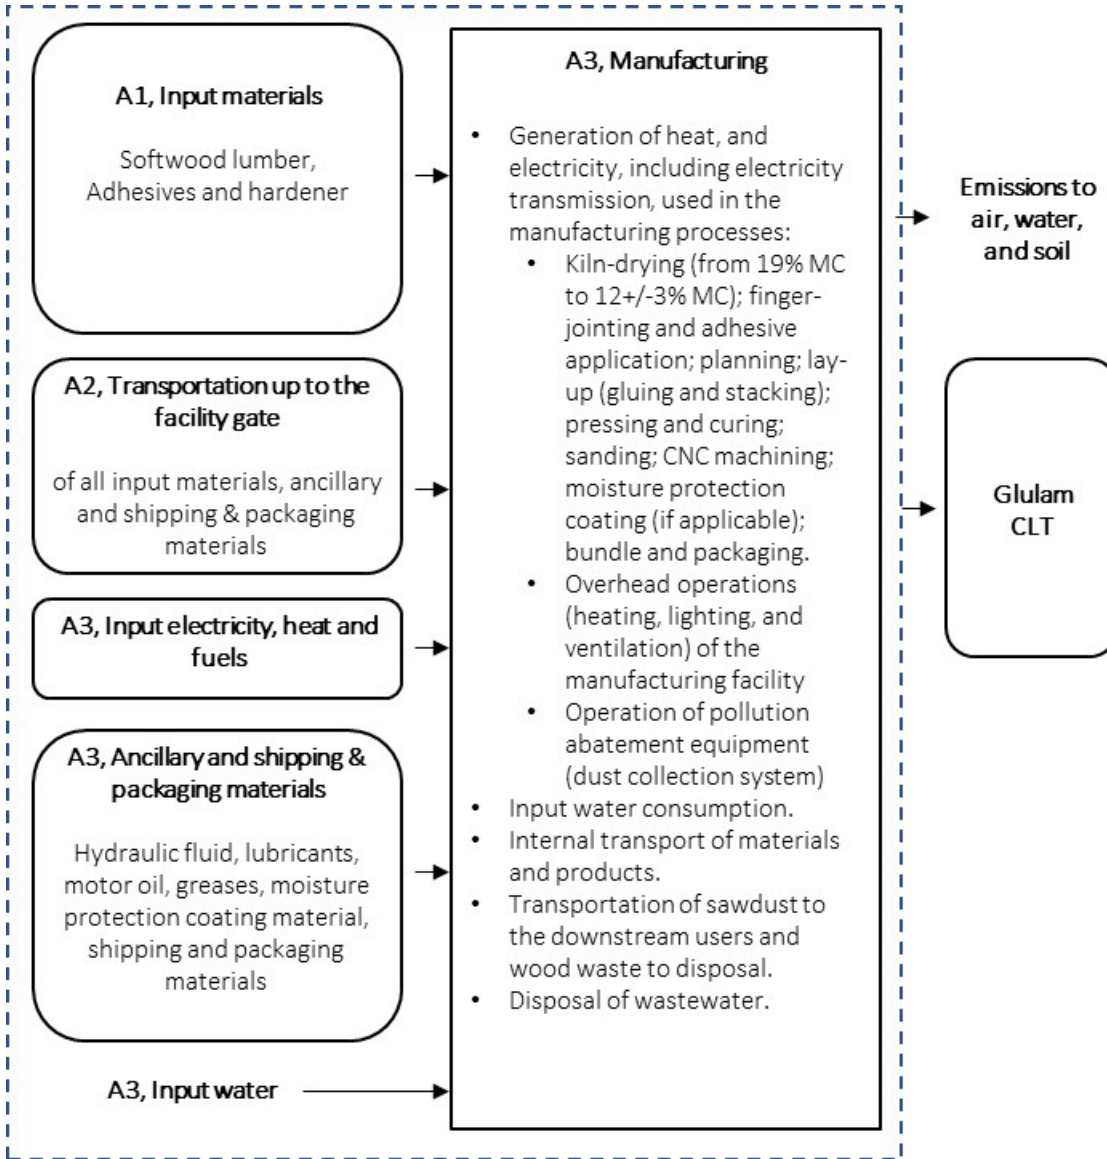 A1, Input materials
Softwood lumber,
Adhesives and hardener
A2, Transportation up to the
facility gate
of all input materials, ancillary
and shipping & packaging
materials
A3, Input electricity, heat and
fuels
A3, Ancillary and shipping &
packaging materials
Hydraulic fluid, lubricants,
motor oil, greases, moisture
protection coating material,
shipping and packaging
materials
A3, Input water
A3, Manufacturing
• Generation of heat, and
electricity, including electricity
transmission, used in the
manufacturing processes:
• Kiln-drying (from 19% MC
to 12+/-3% MC); finger-
jointing and adhesive
application; planning; lay-
up (gluing and stacking);
pressing and curing;
sanding; CNC machining;
moisture protection
coating (if applicable);
bundle and packaging.
• Overhead operations
(heating, lighting, and
ventilation) of the
manufacturing facility
• Operation of pollution
abatement equipment
(dust collection system)
• Input water consumption.
• Internal transport of materials
and products.
• Transportation of sawdust to
the downstream users and
wood waste to disposal.
• Disposal of wastewater.
Emissions to
air, water,
and soil
Glulam
CLT